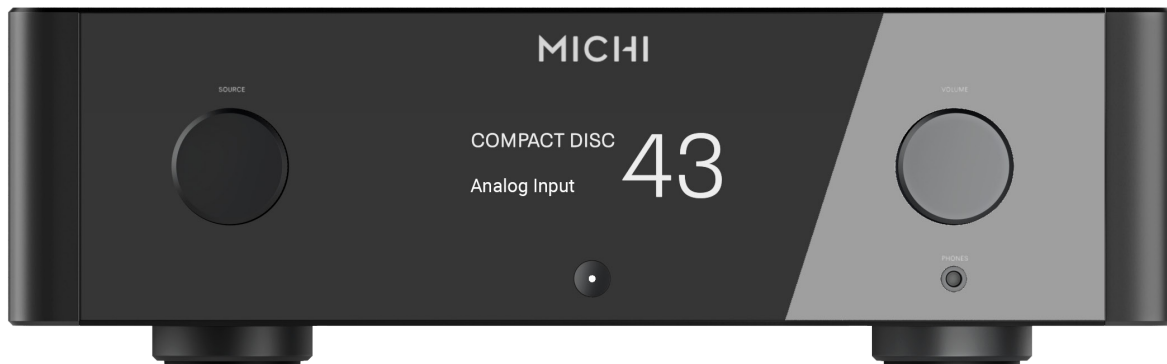 MICHI
SOURCE
VOLUME
COMPACT DISC
43
Analog Input
PHONES